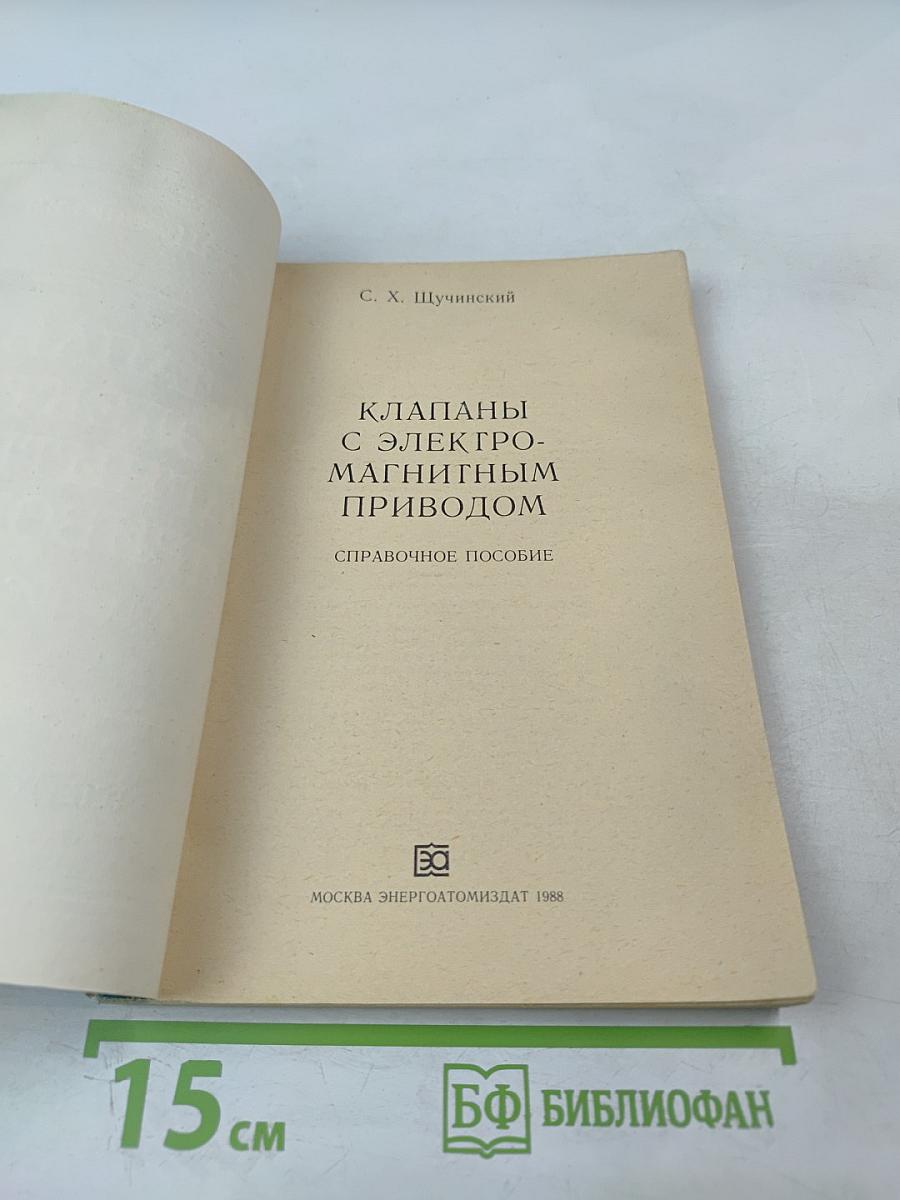 С. Х. Щучинский
КЛАПАНЫ
С ЭЛЕКТРО-
МАГНИТНЫМ
ПРИВОДОМ
СПРАВОЧНОЕ ПОСОБИЕ
ЭА
МОСКВА ЭНЕРГОАТОМИЗДАТ 1988
15 см
БФ БИБЛИОФАН